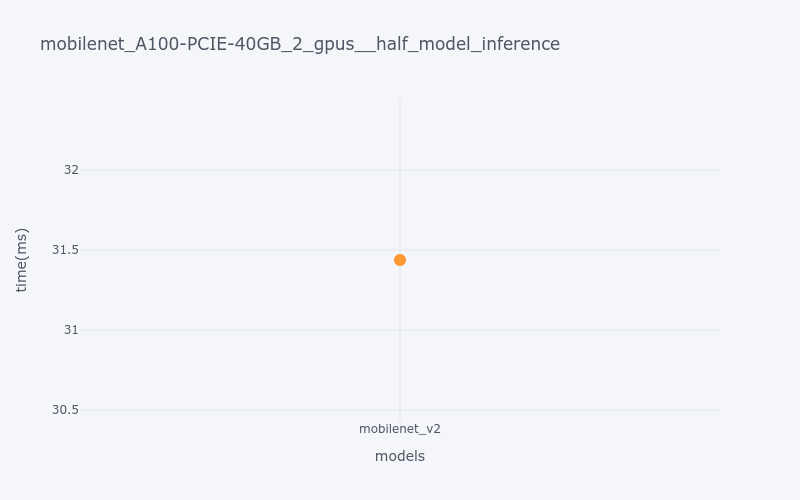 mobilenet_A100-PCIE-40GB_2_gpus__half_model_inference
time(ms)
32
31.5
31
30.5
mobilenet_v2
models